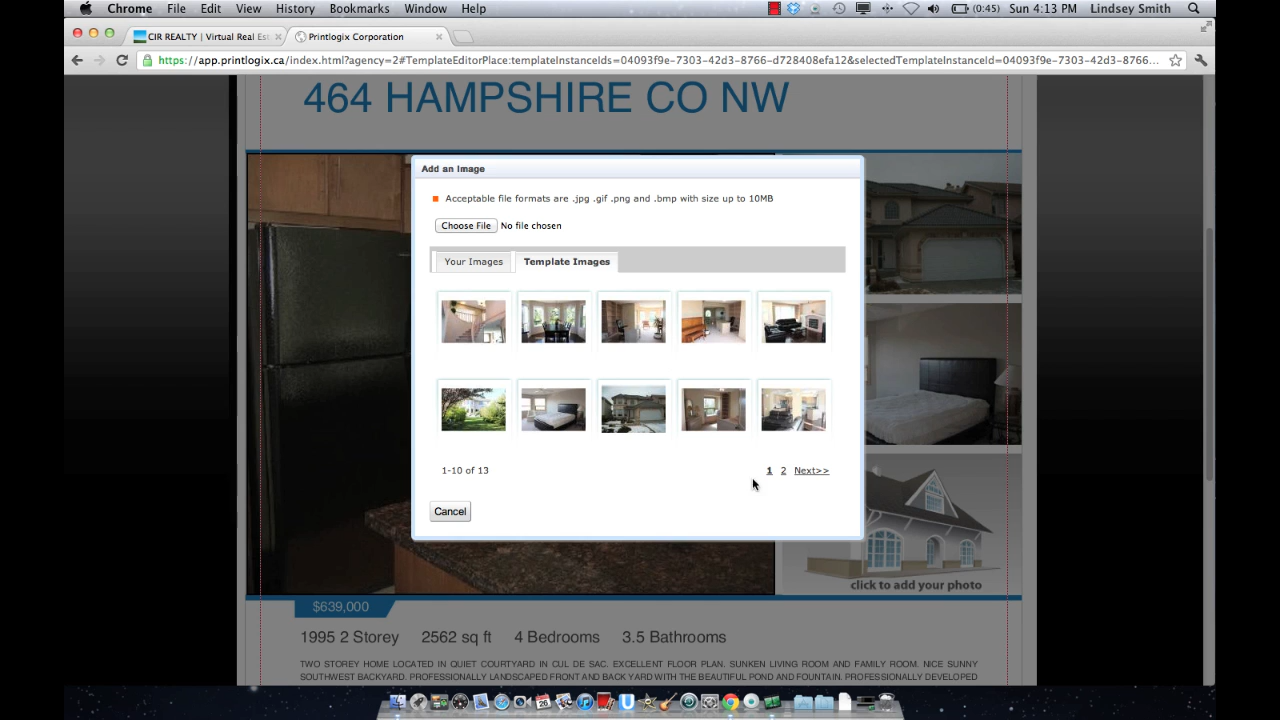 Chrome File Edit View History Bookmarks Window Help (0:45) Sun 4:13 PM Lindsey Smith
CIR REALTY | Virtual Real Est Printlogix Corporation
https://app.printlogix.ca/index.html?agency=2#TemplateEditorPlace:templateInstanceIds=04093f9e-7303-42d3-8766-d728408efa12&selectedTemplateInstanceId=04093f9e-7303-42d3-8766...
464 HAMPSHIRE CO NW
Add an Image
Acceptable file formats are .jpg .gif .png and .bmp with size up to 10MB
Choose File No file chosen
Your Images Template Images
1-10 of 13 1 2 Next>>
Cancel
click to add your photo
$639,000
1995 2 Storey 2562 sq ft 4 Bedrooms 3.5 Bathrooms
TWO STOREY HOME LOCATED IN QUIET COURTYARD IN CUL DE SAC. EXCELLENT FLOOR PLAN. SUNKEN LIVING ROOM AND FAMILY ROOM. NICE SUNNY
SOUTHWEST BACKYARD. PROFESSIONALLY LANDSCAPED FRONT AND BACK YARD WITH THE BEAUTIFUL POND AND FOUNTAIN. PROFESSIONALLY DEVELOPED